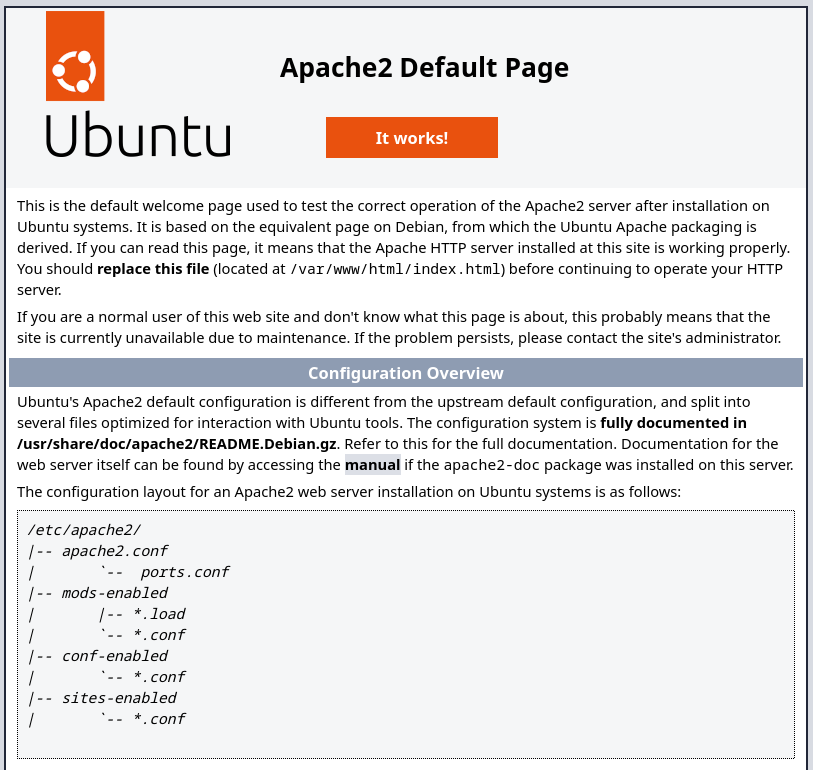 Ubuntu
Apache2 Default Page
It works!
This is the default welcome page used to test the correct operation of the Apache2 server after installation on
Ubuntu systems. It is based on the equivalent page on Debian, from which the Ubuntu Apache packaging is
derived. If you can read this page, it means that the Apache HTTP server installed at this site is working properly.
You should replace this file (located at /var/www/html/index.html) before continuing to operate your HTTP
server.
If you are a normal user of this web site and don't know what this page is about, this probably means that the
site is currently unavailable due to maintenance. If the problem persists, please contact the site's administrator.
Configuration Overview
Ubuntu's Apache2 default configuration is different from the upstream default configuration, and split into
several files optimized for interaction with Ubuntu tools. The configuration system is fully documented in
/usr/share/doc/apache2/README.Debian.gz. Refer to this for the full documentation. Documentation for the
web server itself can be found by accessing the manual if the apache2-doc package was installed on this server.
The configuration layout for an Apache2 web server installation on Ubuntu systems is as follows:
/etc/apache2/
|-- apache2.conf
|       `--  ports.conf
|-- mods-enabled
|       |-- *.load
|       `-- *.conf
|-- conf-enabled
|       `-- *.conf
|-- sites-enabled
|       `-- *.conf